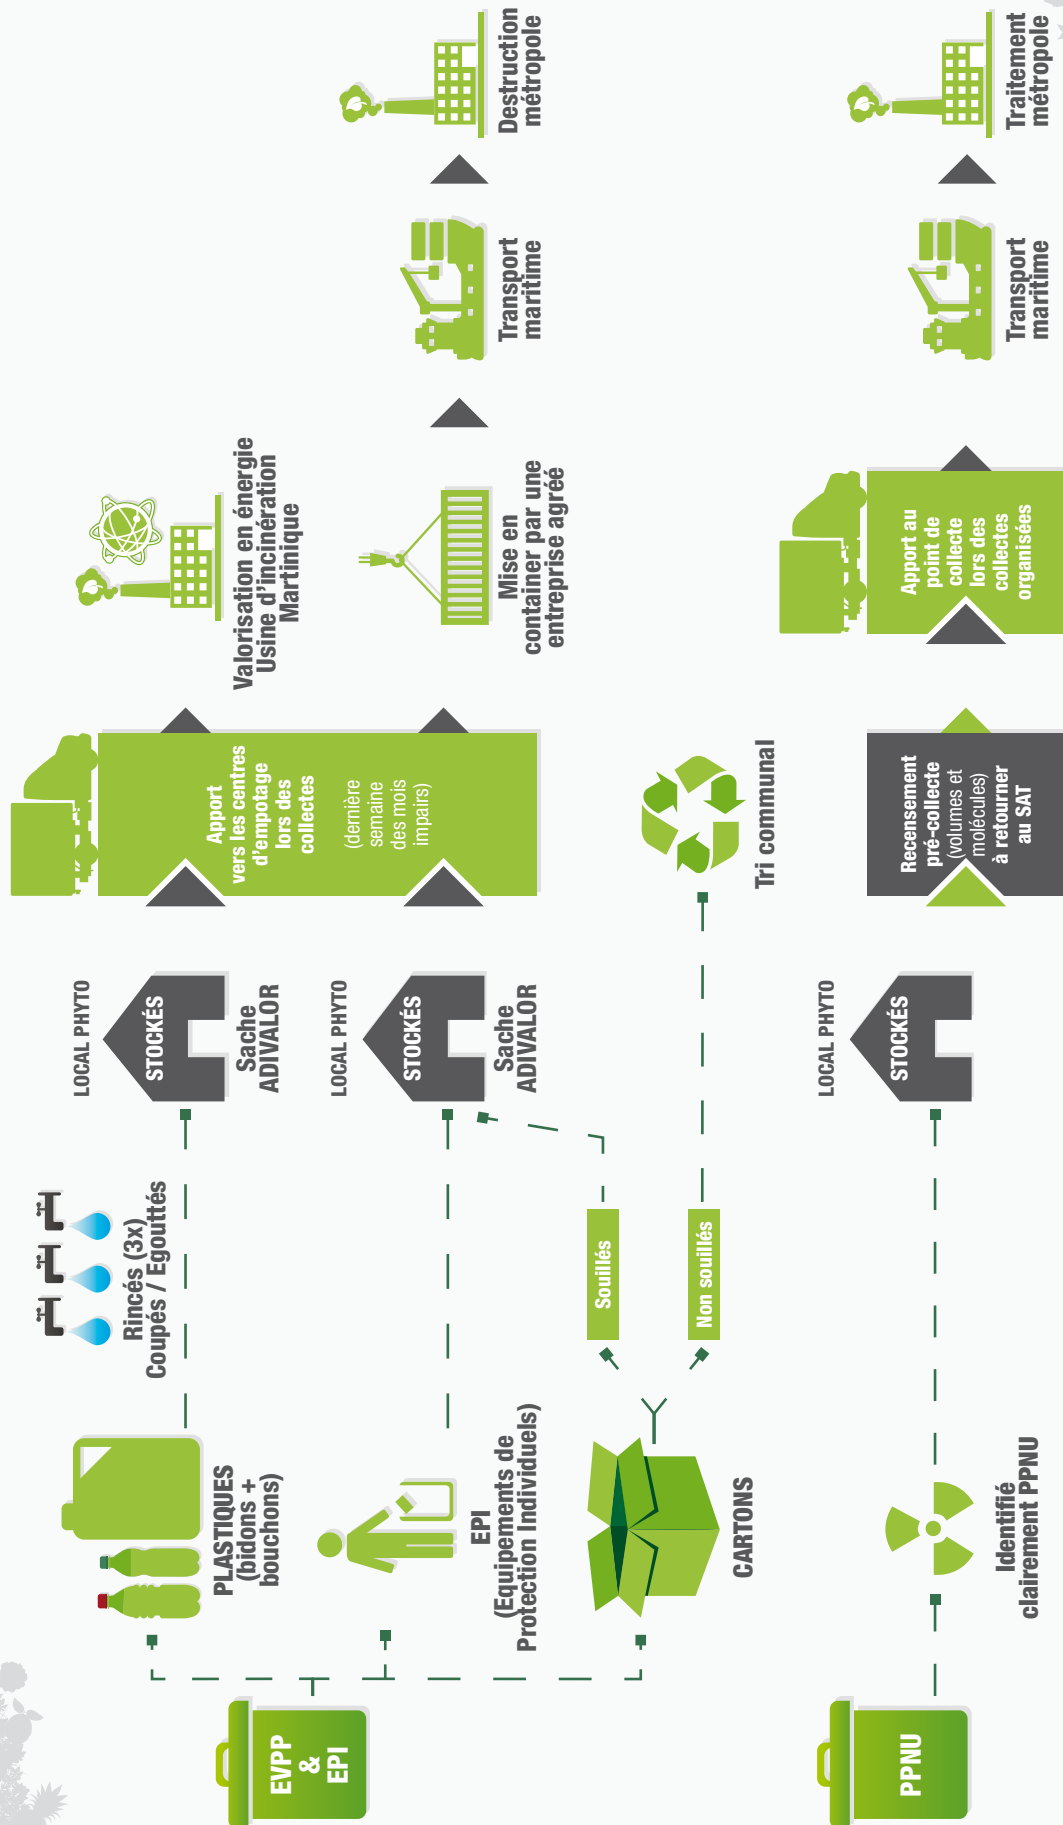 EVPP
&
EPI
PLASTIQUES
(bidons +
bouchons)
Rincés (3x)
Coupés / Egouttés
LOCAL PHYTO
STOCKÉS
Sache
ADIVALOR
Apport
vers les centres
d'empotage
lors des
collectes
(dernière
semaine
des mois
impairs)
Valorisation en énergie
Usine d'incinération
Martinique
EPI
(Equipements de
Protection Individuels)
LOCAL PHYTO
STOCKÉS
Sache
ADIVALOR
Mise en
container par une
entreprise agréé
Transport
maritime
Destruction
métropole
CARTONS
Souillés
Non souillés
Tri communal
PPNU
Identifié
clairement PPNU
LOCAL PHYTO
STOCKÉS
Recensement
pré-collecte
(volumes et
molécules)
à retourner
au SAT
Apport au
point de
collecte
lors des
collectes
organisées
Transport
maritime
Traitement
métropole